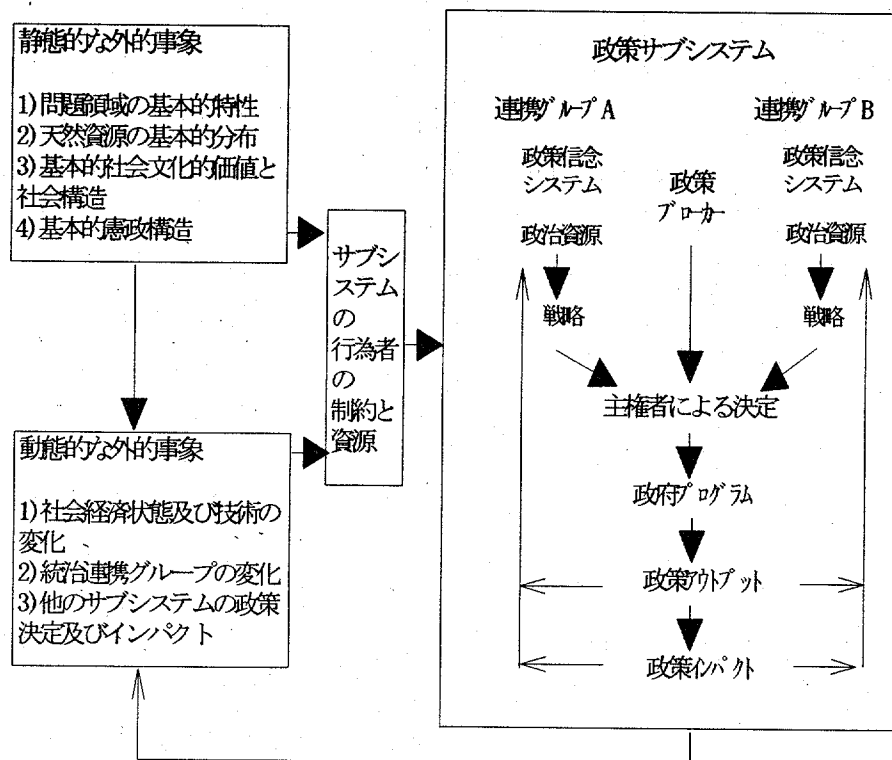 静態的な外的事象
1)問題領域の基本的特性
2)天然資源の基本的分布
3)基本的社会文化的価値と
社会構造
4)基本的憲政構造
動態的な外的事象
1)社会経済状態及び技術の
変化
2)統治連携グループの変化
3)他のサブシステムの政策
決定及びインパクト
サブシ
ステム
の
行為者
の
制約と
資源
政策サブシステム
連携グループA
政策信念
システム
政治資源
戦略
政策
ブローカー
連携グループB
政策信念
システム
政治資源
戦略
主権者による決定
政府プログラム
政策アウトプット
政策インパクト